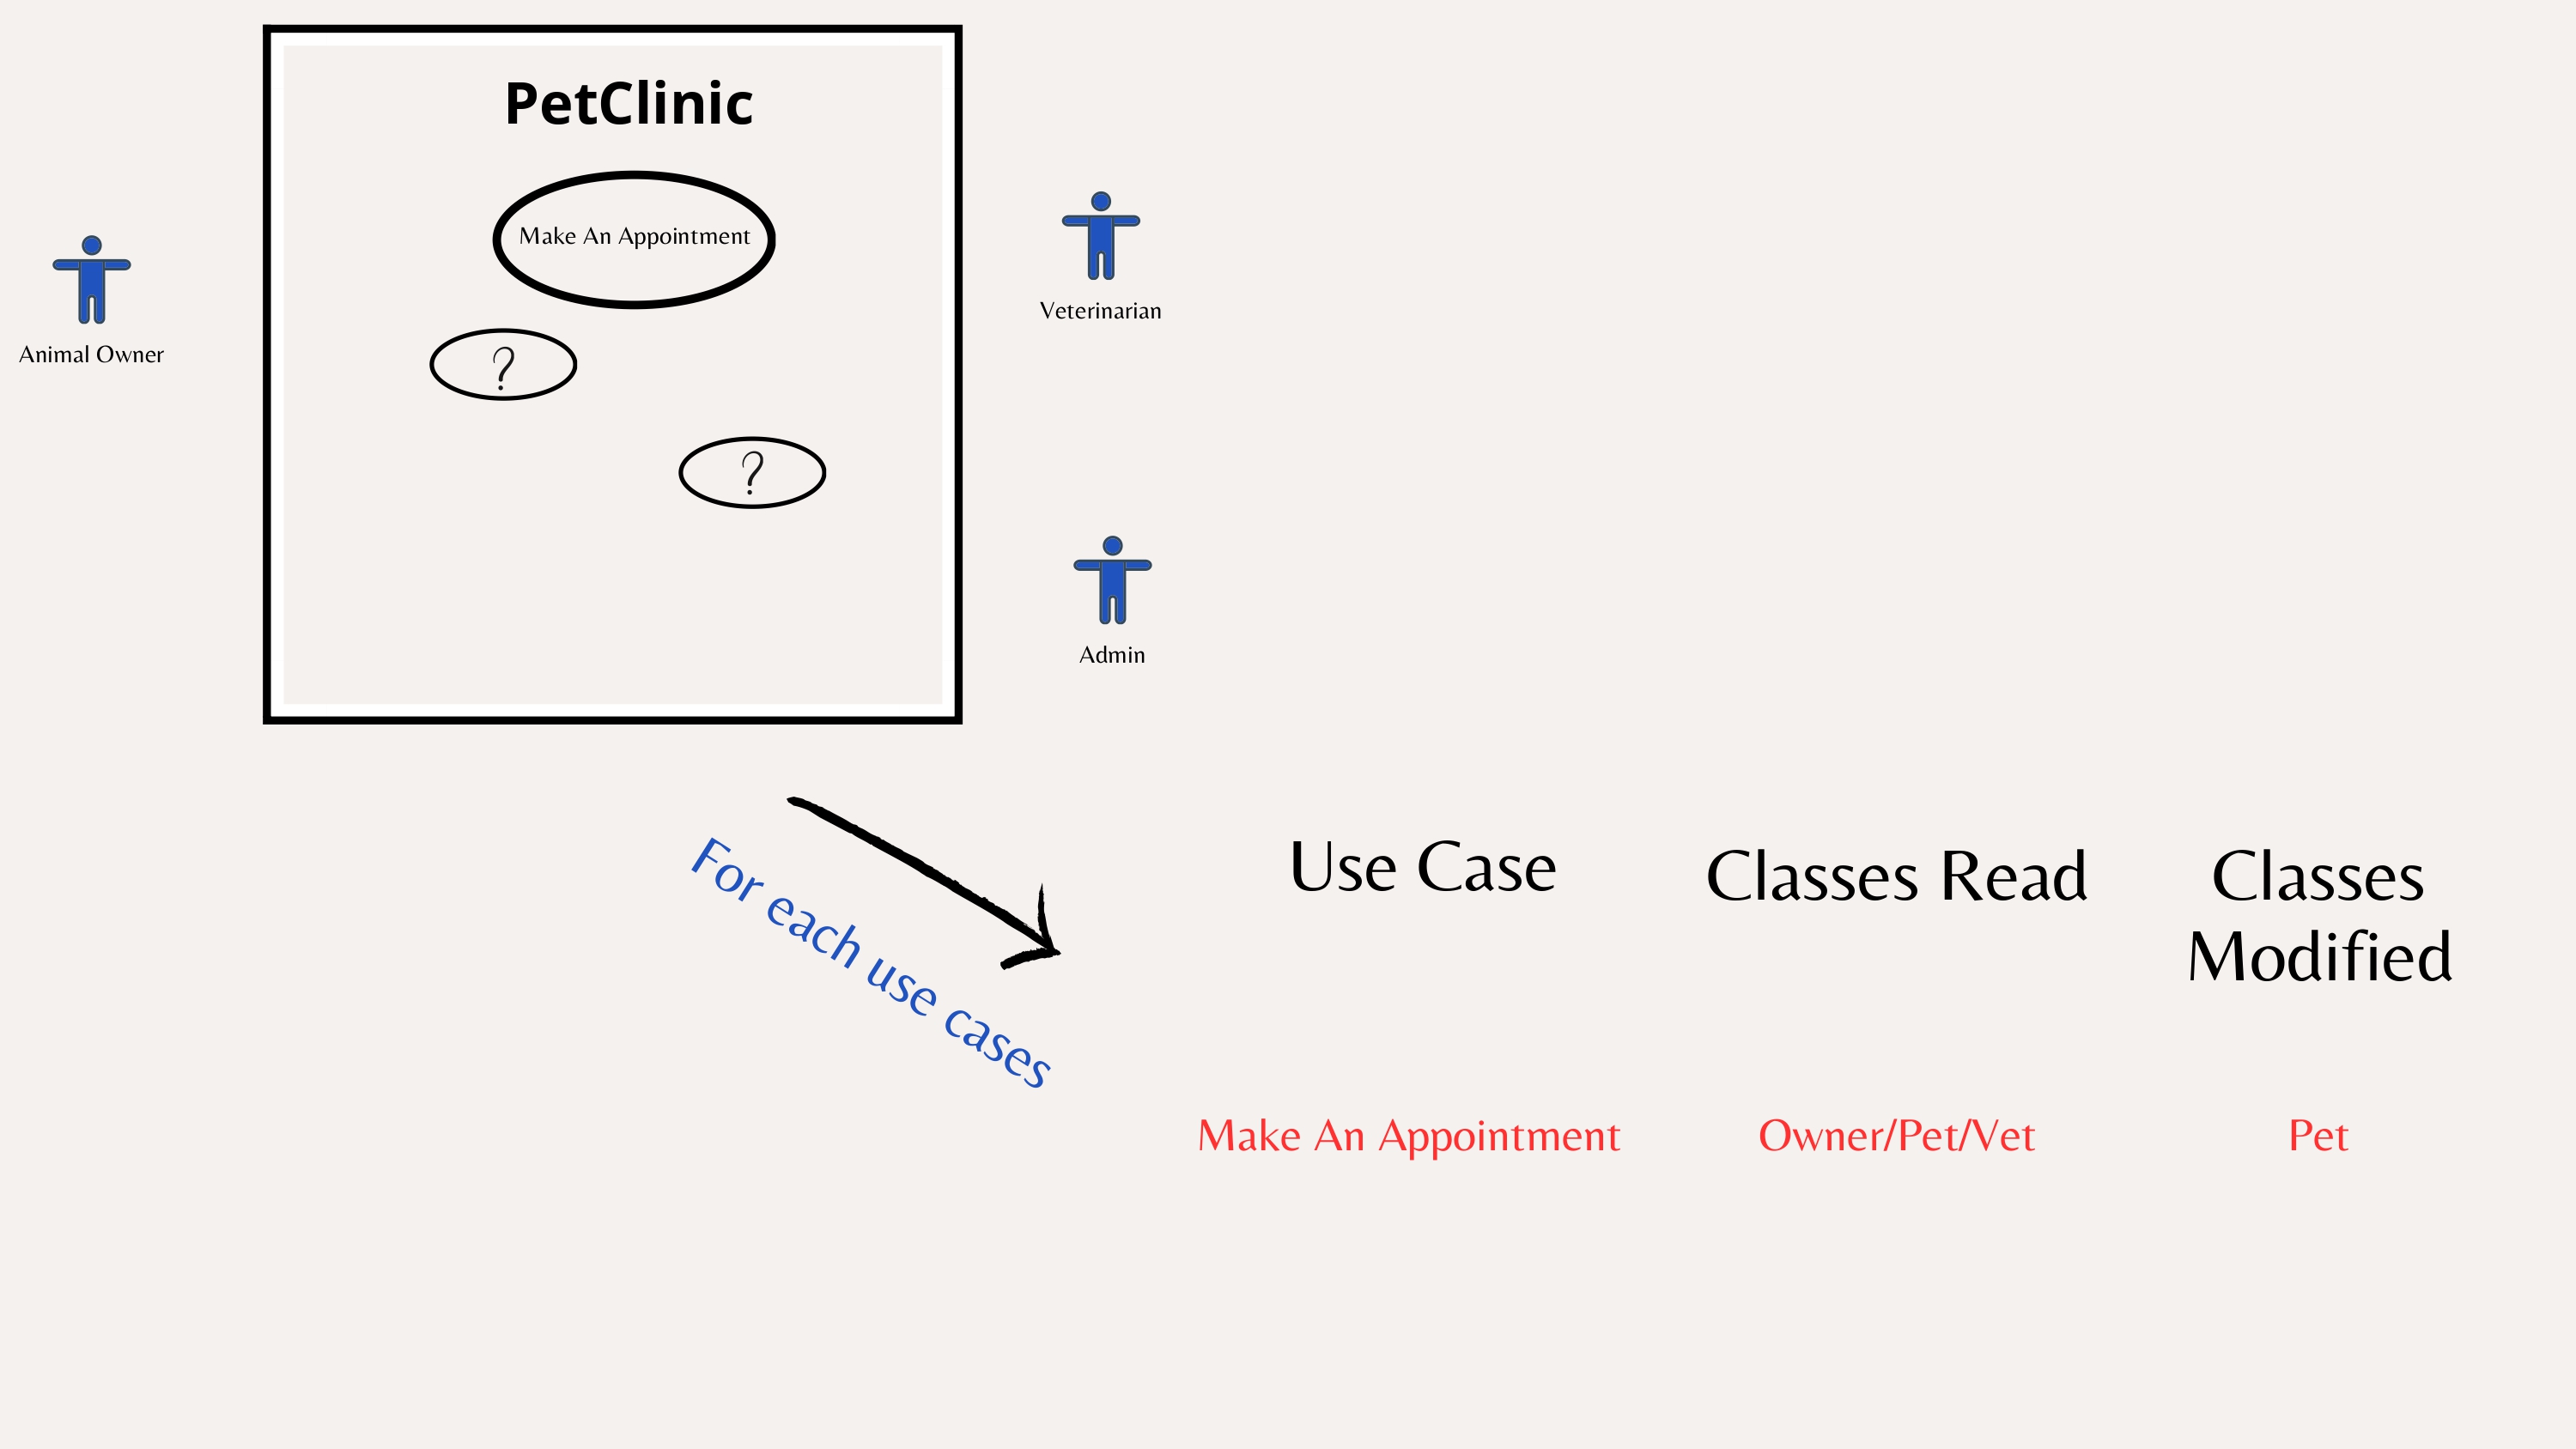 PetClinic
Make An Appointment
?
?
Animal Owner
Veterinarian
Admin
For each use cases
Use Case
Classes Read
Classes
Modified
Make An Appointment
Owner/Pet/Vet
Pet